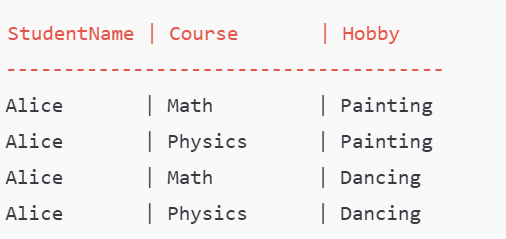 StudentName | Course       | Hobby
--------------------------------------
Alice       | Math         | Painting
Alice       | Physics      | Painting
Alice       | Math         | Dancing
Alice       | Physics      | Dancing